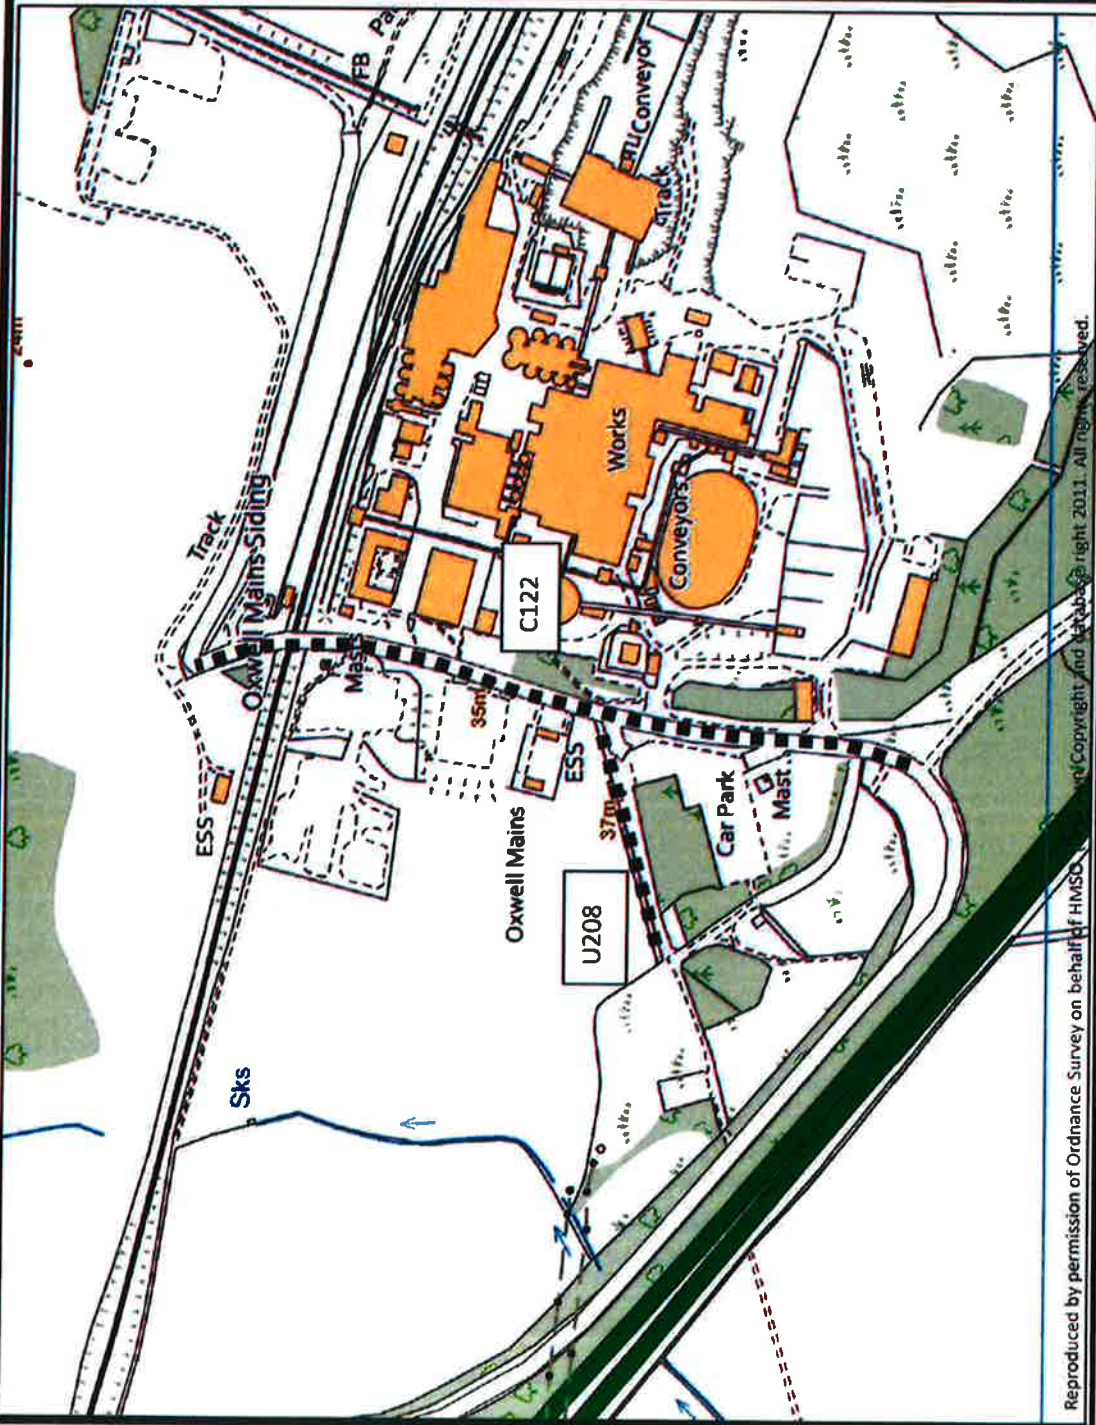 24m
FB
Conveyor
Track
Track
Oxwell Mains Siding
Masts
ESS
Works
Conveyors
C122
35m
ESS
Oxwell Mains
37m
Car Park
Mast
U208
Sks
Reproduced by permission of Ordnance Survey on behalf of HMSO. Copyright and database right 2011. All rights reserved.